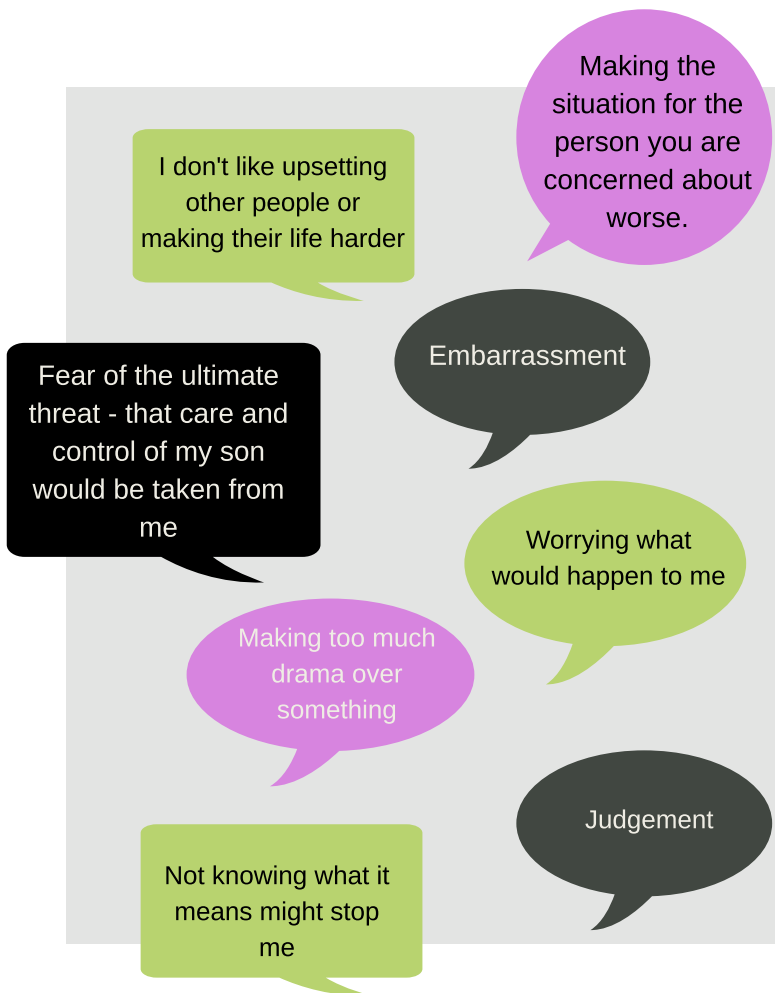 Making the
situation for the
person you are
concerned about
worse.
I don't like upsetting
other people or
making their life harder
Embarrassment
Fear of the ultimate
threat - that care and
control of my son
would be taken from
me
Worrying what
would happen to me
Making too much
drama over
something
Judgement
Not knowing what it
means might stop
me